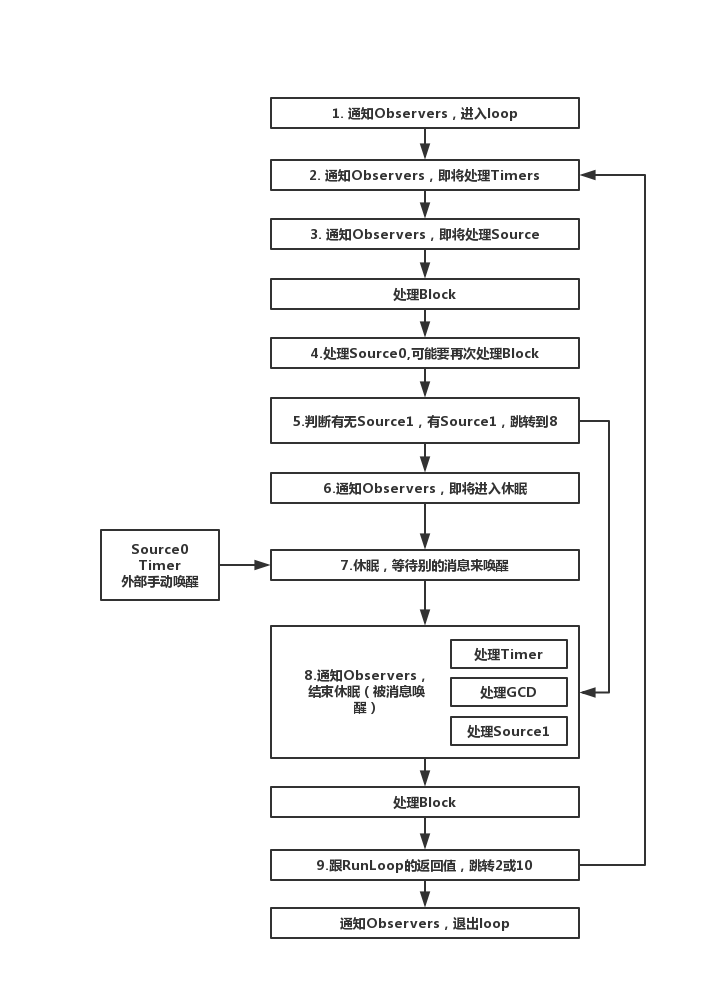 1. 通知Observers，进入loop
2. 通知Observers，即将处理Timers
3. 通知Observers，即将处理Source
处理Block
4.处理Source0,可能要再次处理Block
5.判断有无Source1，有Source1，跳转到8
6.通知Observers，即将进入休眠
Source0
Timer
外部手动唤醒
7.休眠，等待别的消息来唤醒
8.通知Observers，
结束休眠（被消息唤
醒）
处理Timer
处理GCD
处理Source1
处理Block
9.跟RunLoop的返回值，跳转2或10
通知Observers，退出loop